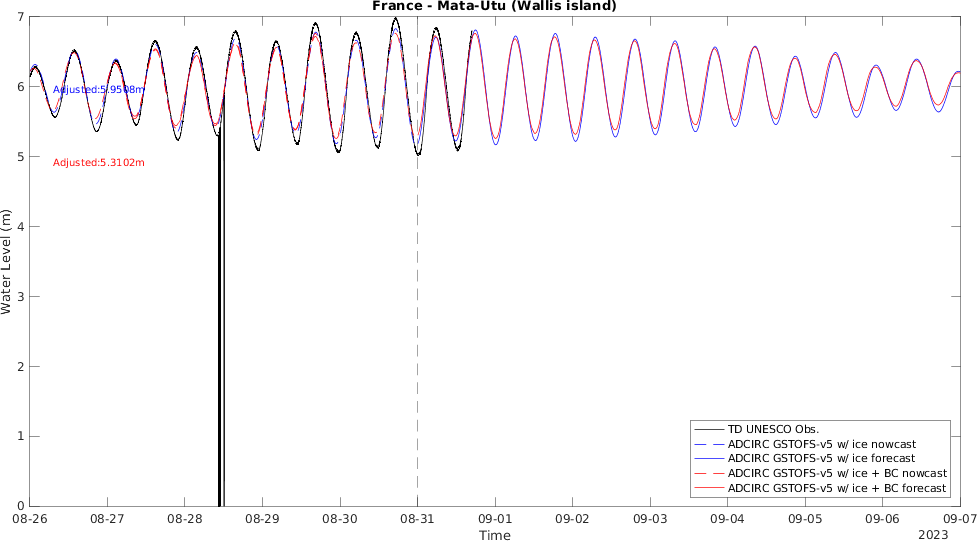 France - Mata-Utu (Wallis island)
7
6
5
4
3
2
1
0
Water Level (m)
Adjusted:5.9508m
Adjusted:5.3102m
TD UNESCO Obs.
ADCIRC GSTOFS-v5 w/ ice nowcast
ADCIRC GSTOFS-v5 w/ ice forecast
ADCIRC GSTOFS-v5 w/ ice + BC nowcast
ADCIRC GSTOFS-v5 w/ ice + BC forecast
08-26 08-27 08-28 08-29 08-30 08-31 09-01 09-02 09-03 09-04 09-05 09-06 09-07
Time
2023